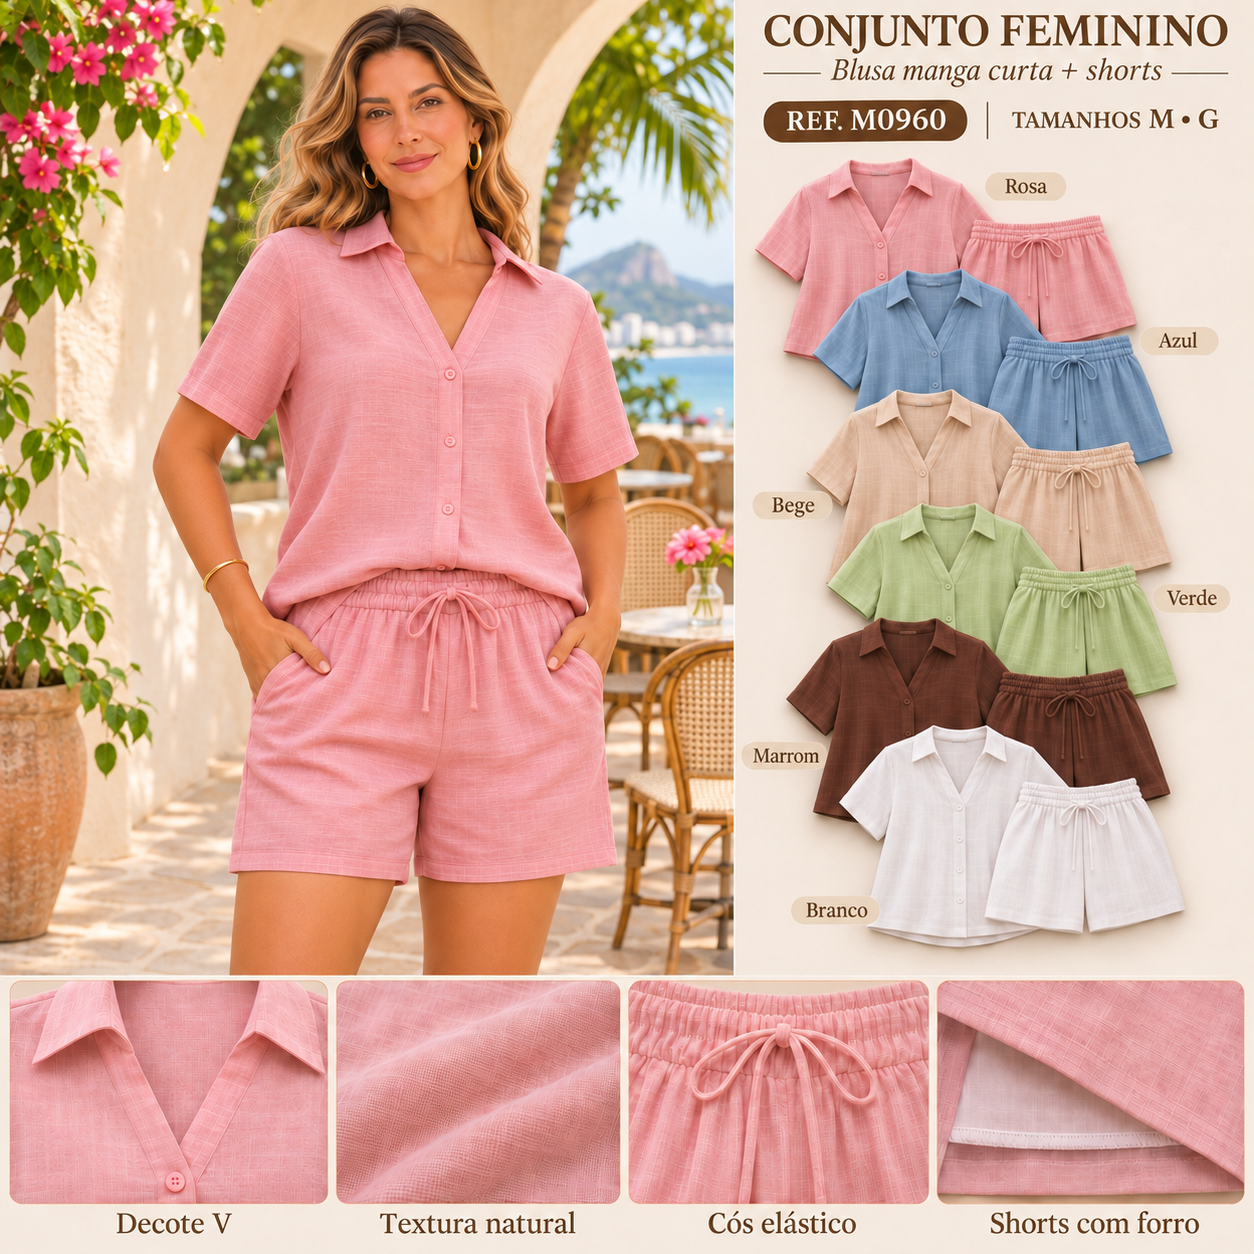 CONJUNTO FEMININO
Blusa manga curta + shorts
REF. M0960
TAMANHOS M • G
Rosa
Azul
Bege
Verde
Marrom
Branco
Decote V
Textura natural
Cós elástico
Shorts com forro